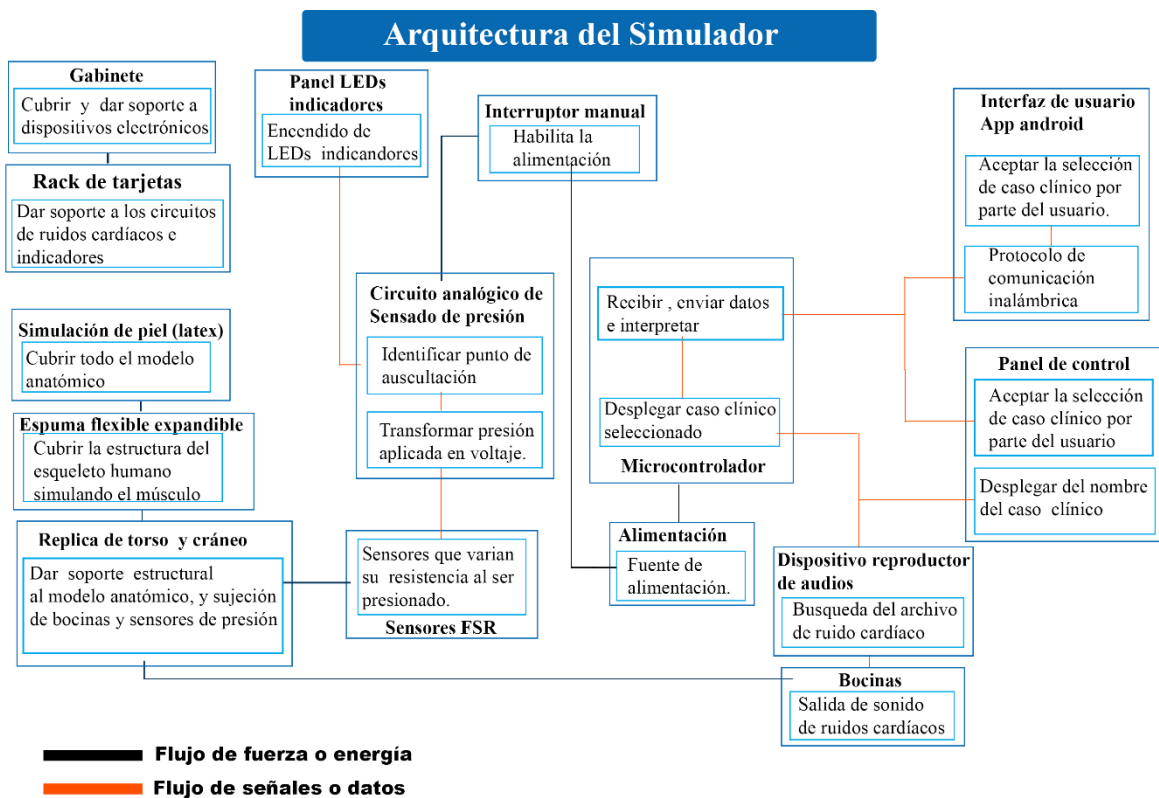 Arquitectura del Simulador
Gabinete
Cubrir y dar soporte a
dispositivos electrónicos
Rack de tarjetas
Dar soporte a los circuitos
de ruidos cardíacos e
indicadores
Panel LEDs
indicadores
Encendido de
LEDs indicandores
Interruptor manual
Habilita la
alimentación
Interfaz de usuario
App android
Aceptar la selección
de caso clínico por
parte del usuario.
Protocolo de
comunicación
inalámbrica
Simulación de piel (latex)
Cubrir todo el modelo
anatómico
Espuma flexible expandible
Cubrir la estructura del
esqueleto humano
simulando el músculo
Replica de torso y cráneo
Dar soporte estructural
al modelo anatómico, y sujeción
de bocinas y sensores de presión
Circuito analógico de
Sensado de presión
Identificar punto de
auscultación
Transformar presión
aplicada en voltaje.
Sensores que varian
su resistencia al ser
presionado.
Sensores FSR
Recibir , enviar datos
e interpretar
Desplegar caso clínico
seleccionado
Microcontrolador
Alimentación
Fuente de
alimentación.
Panel de control
Aceptar la selección
de caso clínico por
parte del usuario
Desplegar del nombre
del caso clínico
Dispositivo reproductor
de audios
Busqueda del archivo
de ruido cardíaco
Bocinas
Salida de sonido
de ruidos cardíacos
Flujo de fuerza o energía
Flujo de señales o datos